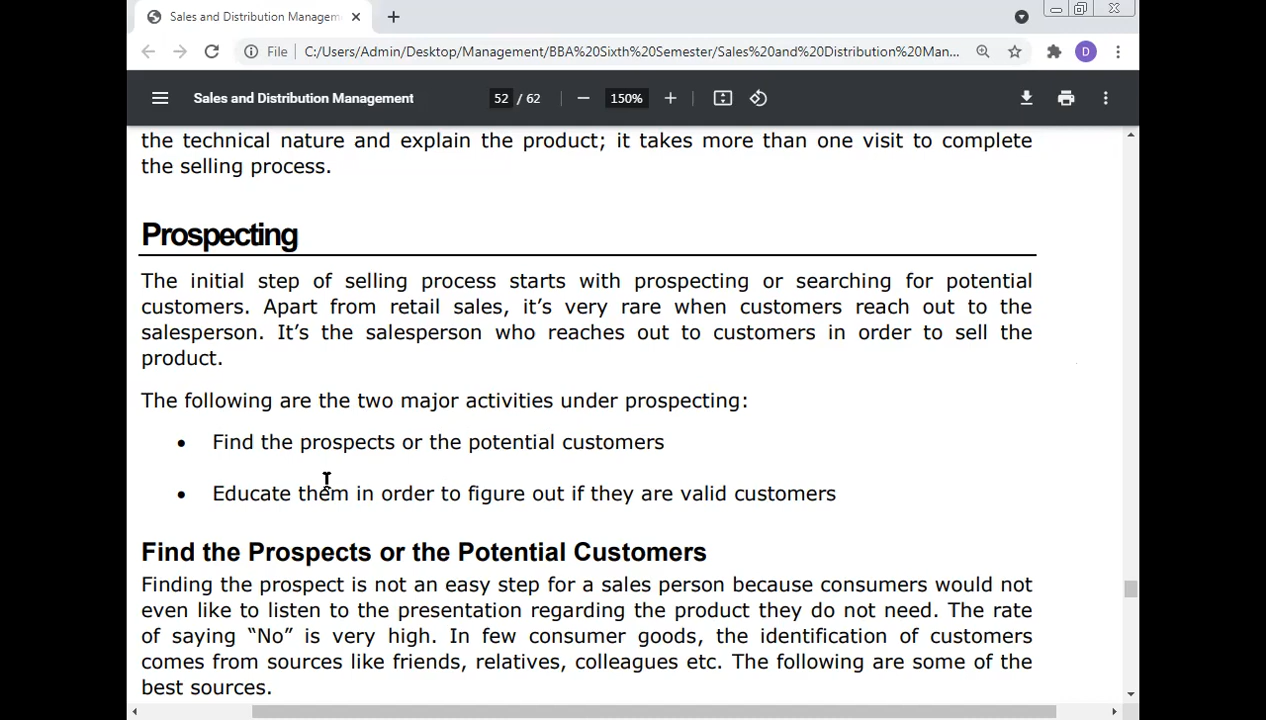 Sales and Distribution Managem
File
C:/Users/Admin/Desktop/Management/BBA%20Sixth%20Semester/Sales%20and%20Distribution%20Man...
D
Sales and Distribution Management
52 / 62
150%
the technical nature and explain the product; it takes more than one visit to complete
the selling process.
Prospecting
The initial step of selling process starts with prospecting or searching for potential
customers. Apart from retail sales, it’s very rare when customers reach out to the
salesperson. It’s the salesperson who reaches out to customers in order to sell the
product.
The following are the two major activities under prospecting:
• Find the prospects or the potential customers
• Educate them in order to figure out if they are valid customers
Find the Prospects or the Potential Customers
Finding the prospect is not an easy step for a sales person because consumers would not
even like to listen to the presentation regarding the product they do not need. The rate
of saying “No” is very high. In few consumer goods, the identification of customers
comes from sources like friends, relatives, colleagues etc. The following are some of the
best sources.